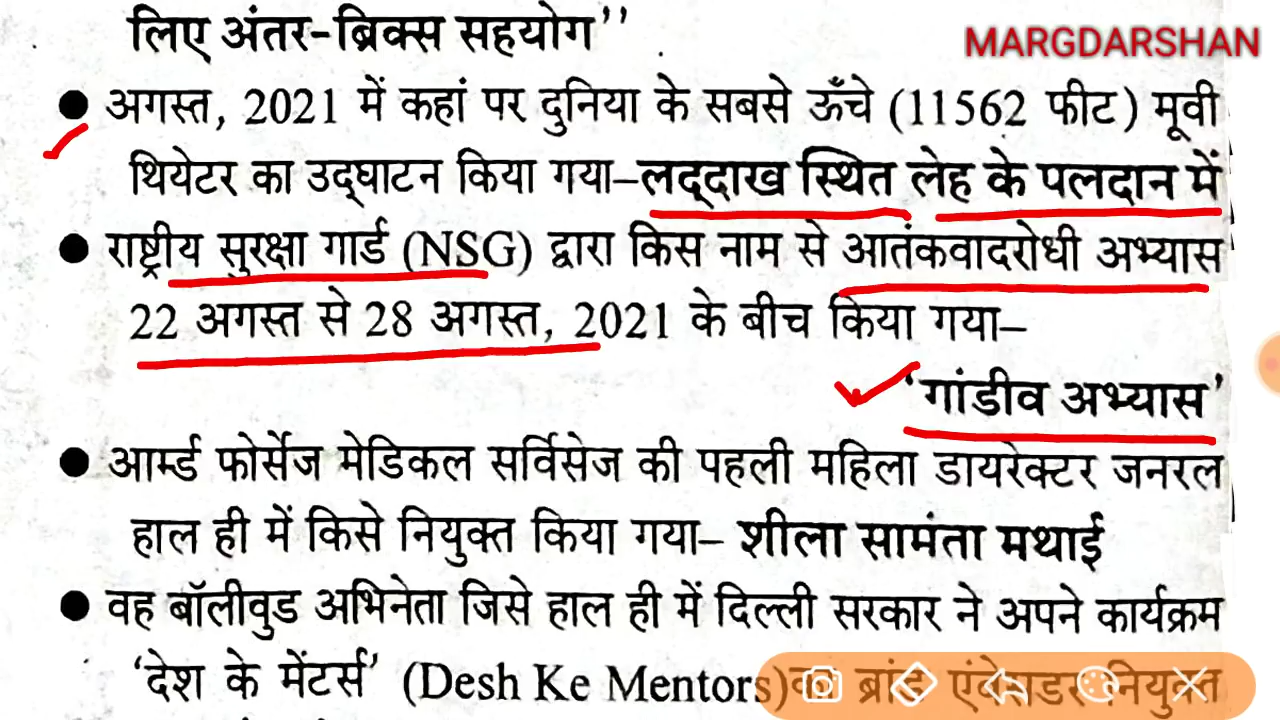 लिए अंतर-ब्रिक्स सहयोग’’
MARGDARSHAN
● अगस्त, 2021 में कहां पर दुनिया के सबसे ऊँचे (11562 फीट) मूवी
थियेटर का उद्घाटन किया गया–लद्दाख स्थित लेह के पलदान में
● राष्ट्रीय सुरक्षा गार्ड (NSG) द्वारा किस नाम से आतंकवादरोधी अभ्यास
22 अगस्त से 28 अगस्त, 2021 के बीच किया गया–
‘गांडीव अभ्यास’
● आर्म्ड फोर्सेज मेडिकल सर्विसेज की पहली महिला डायरेक्टर जनरल
हाल ही में किसे नियुक्त किया गया– शीला सामंता मथाई
● वह बॉलीवुड अभिनेता जिसे हाल ही में दिल्ली सरकार ने अपने कार्यक्रम
‘देश के मेंटर्स’ (Desh Ke Mentors) का ब्रांड एंबेसाडर नियुक्त